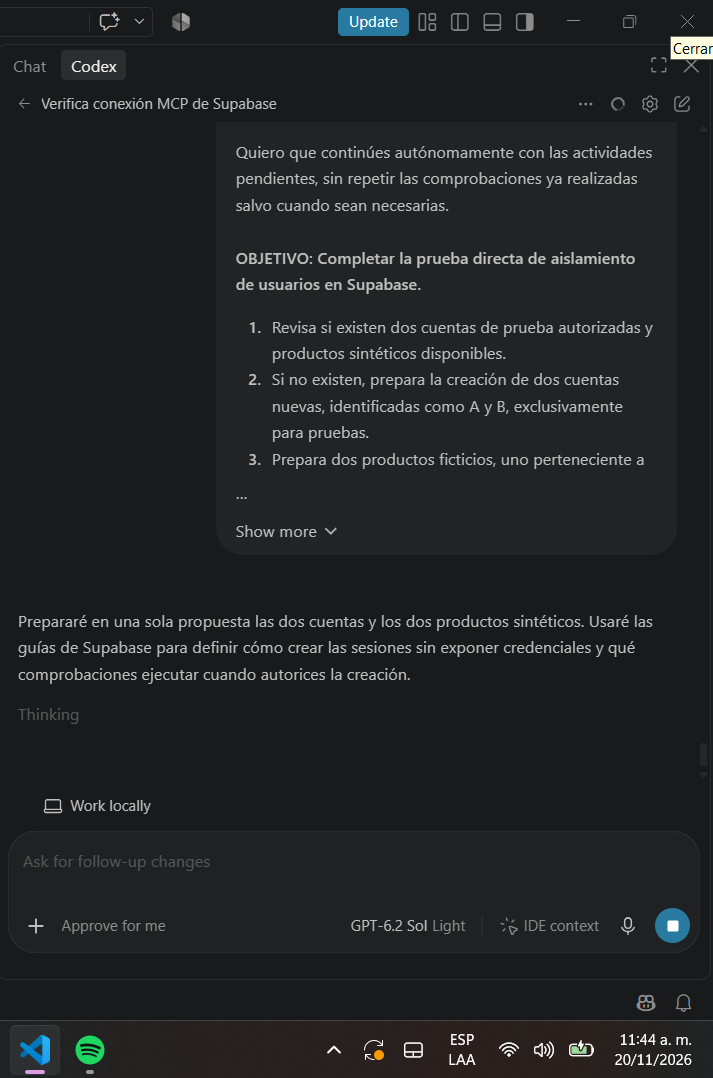 Update
Cerrar
Chat
Codex
Verifica conexión MCP de Supabase
Quiero que continúes autónomamente con las actividades
pendientes, sin repetir las comprobaciones ya realizadas
salvo cuando sean necesarias.
OBJETIVO: Completar la prueba directa de aislamiento
de usuarios en Supabase.
1. Revisa si existen dos cuentas de prueba autorizadas y
productos sintéticos disponibles.
2. Si no existen, prepara la creación de dos cuentas
nuevas, identificadas como A y B, exclusivamente
para pruebas.
3. Prepara dos productos ficticios, uno perteneciente a
...
Show more
Prepararé en una sola propuesta las dos cuentas y los dos productos sintéticos. Usaré las
guías de Supabase para definir cómo crear las sesiones sin exponer credenciales y qué
comprobaciones ejecutar cuando autorices la creación.
Thinking
Work locally
Ask for follow-up changes
Approve for me
GPT-6.2 Sol Light
IDE context
ESP
LAA
11:44 a. m.
20/11/2026